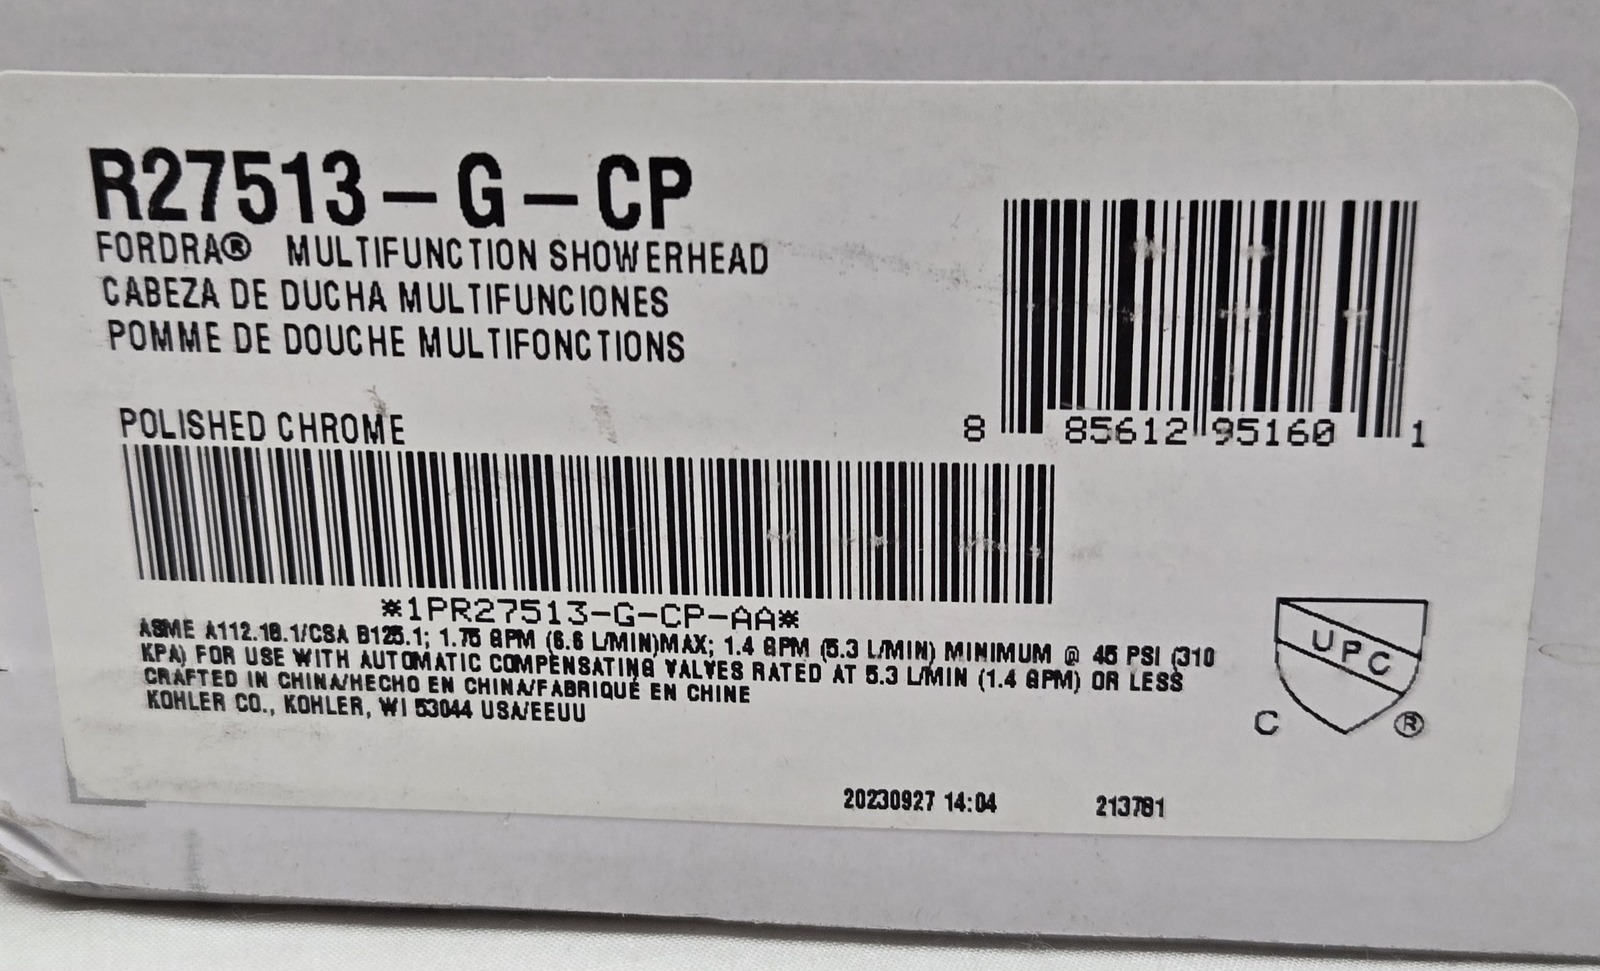 R27513-G-CP
FORDRA® MULTIFUNCTION SHOWERHEAD
CABEZA DE DUCHA MULTIFUNCIONES
POMME DE DOUCHE MULTIFONCTIONS
POLISHED CHROME
8 85612 95160 1
*1PR27513-G-CP-AA*
ASME A112.18.1/CSA B125.1; 1.75 GPM (6.6 L/MIN)MAX; 1.4 GPM (5.3 L/MIN) MINIMUM @ 45 PSI (310
KPA) FOR USE WITH AUTOMATIC COMPENSATING VALVES RATED AT 5.3 L/MIN (1.4 GPM) OR LESS
CRAFTED IN CHINA/HECHO EN CHINA/FABRIQUÉ EN CHINE
KOHLER CO., KOHLER, WI 53044 USA/EEUU
UPC
C ®
20230927 14:04 213781